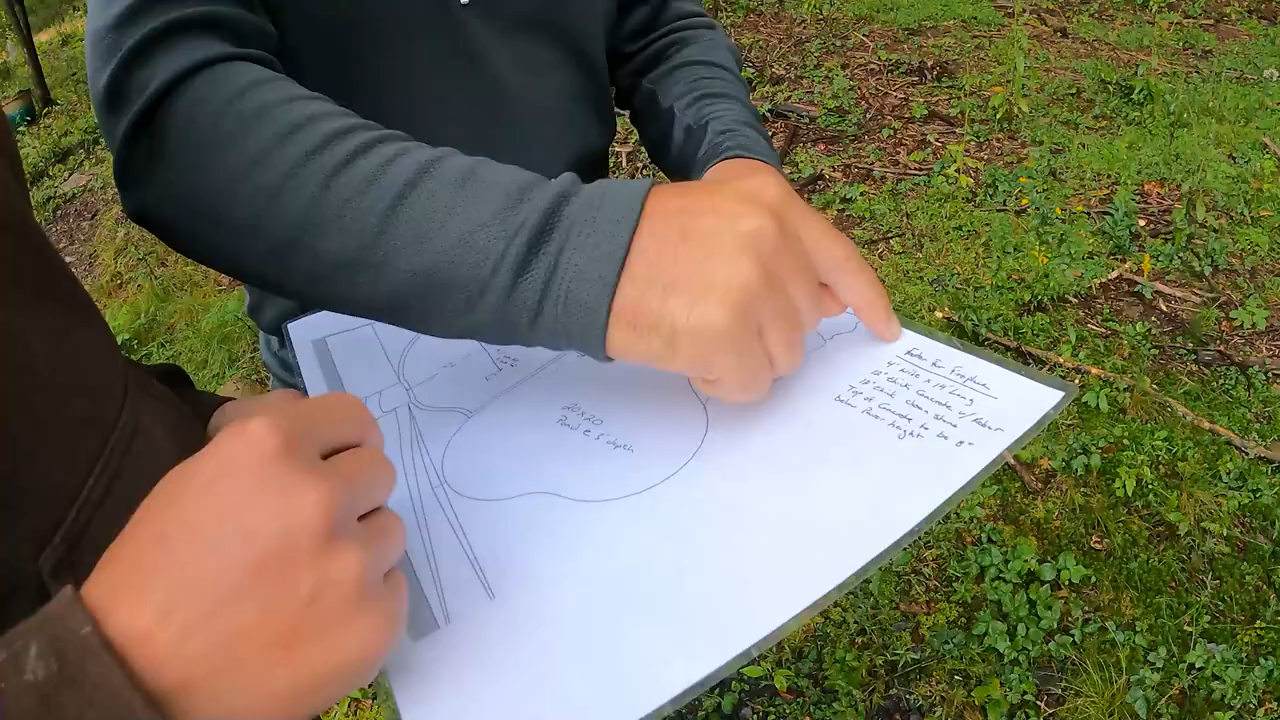 20x20
Pond @ 5' depth
Footer For Fireplace
4' Wide x 14' Long
12" thick Concrete w/ Rebar
12" thick clean stone
Top of Concrete to be 8"
below Paver height